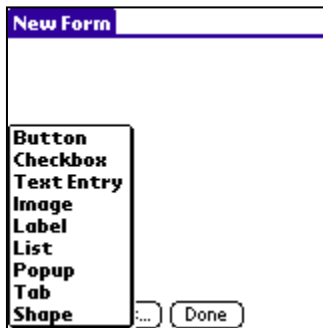 New Form
Button
Checkbox
Text Entry
Image
Label
List
Popup
Tab
Shape
:...
Done